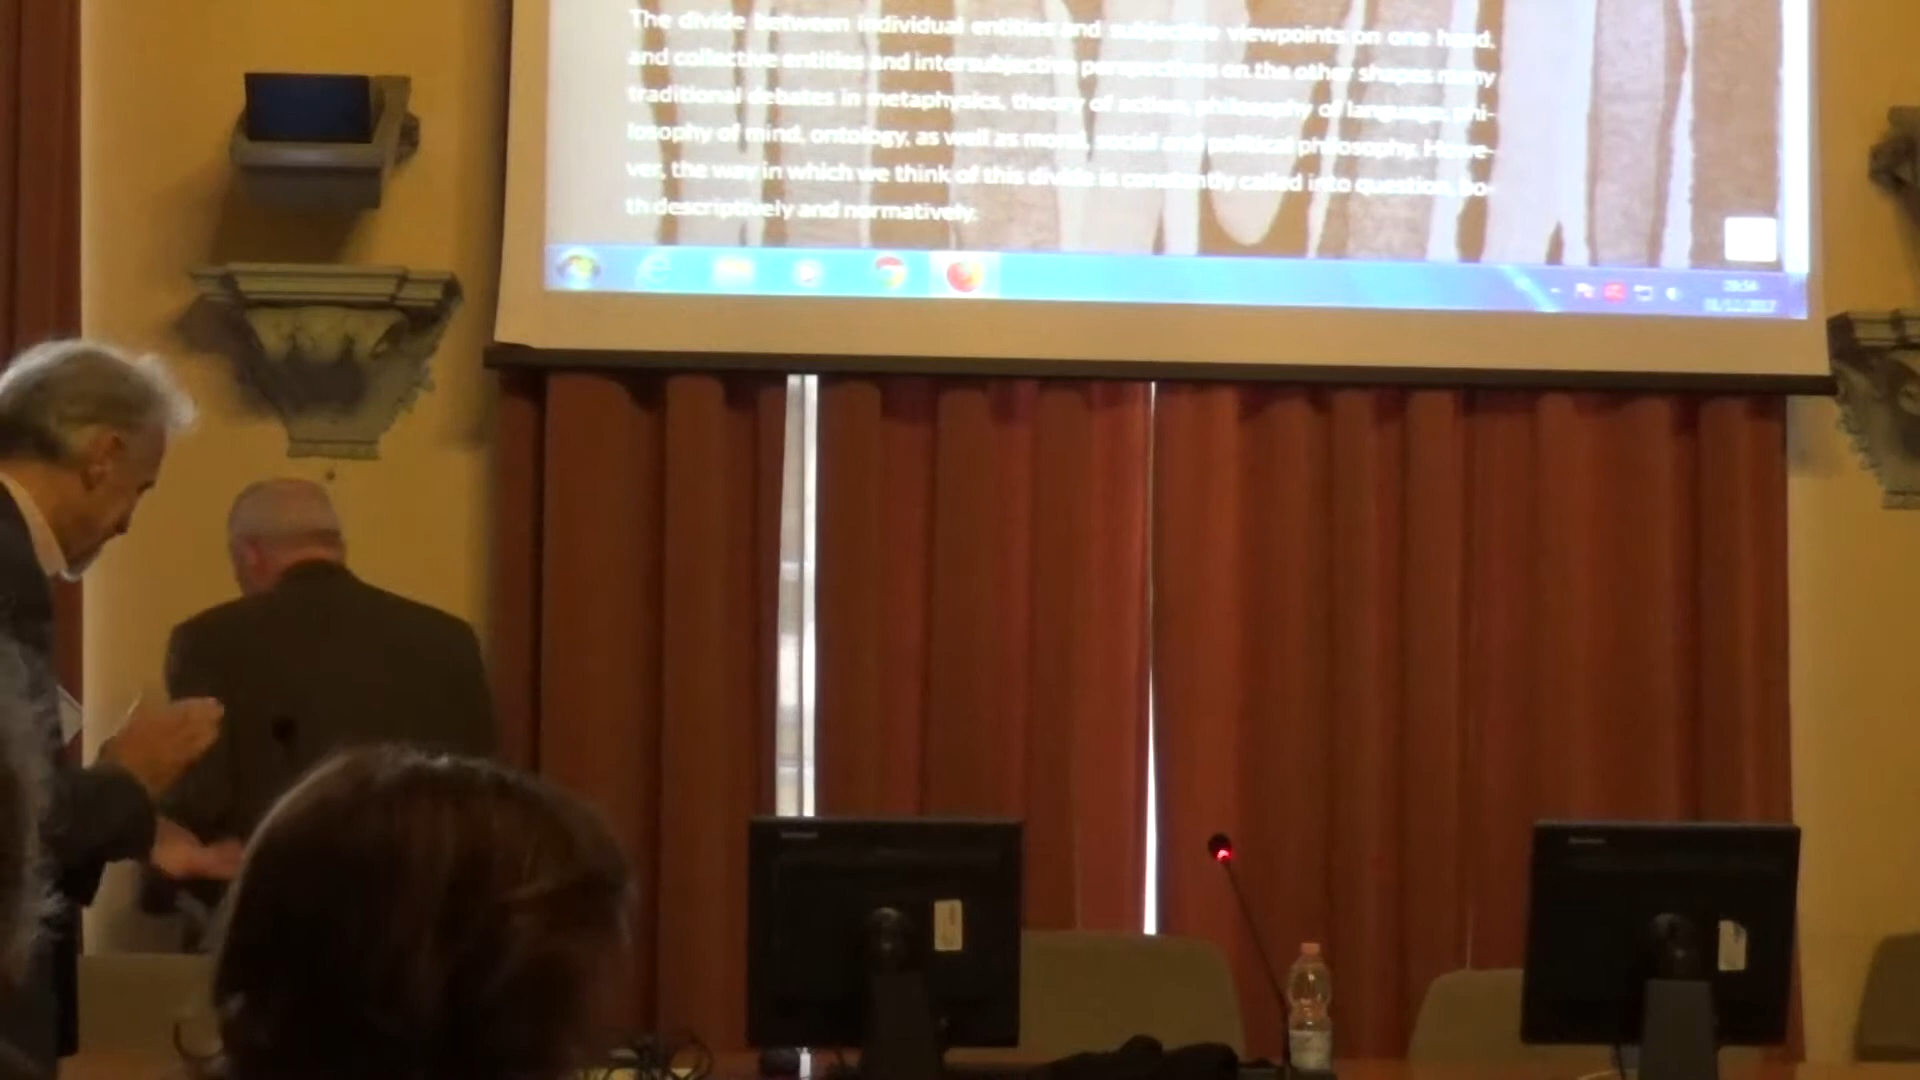 The divide between individual entities and subjective viewpoints on one hand,
and collective entities and intersubjective perspectives on the other shapes many
traditional debates in metaphysics, theory of action, philosophy of language, phi-
losophy of mind, ontology, as well as moral, social and political philosophy. Howe-
ver, the way in which we think of this divide is constantly called into question, bo-
th descriptively and normatively.